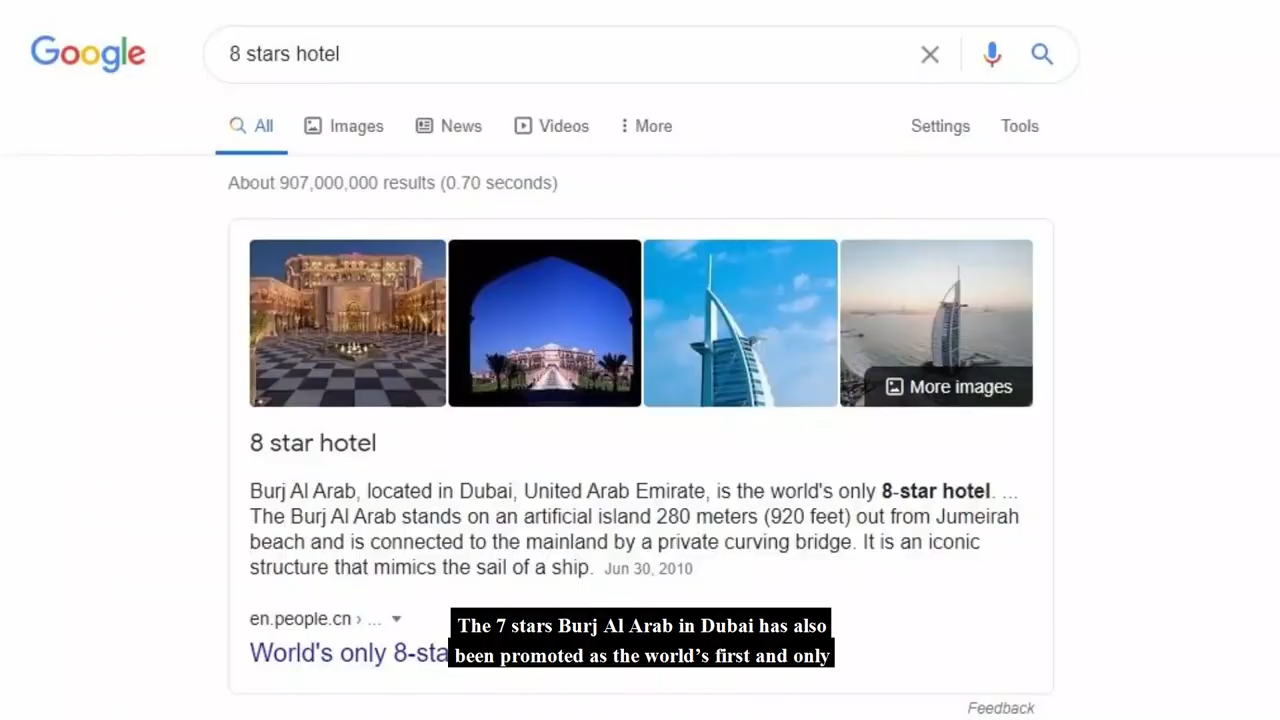 Google
8 stars hotel
All
Images
News
Videos
More
Settings
Tools
About 907,000,000 results (0.70 seconds)
More images
8 star hotel
Burj Al Arab, located in Dubai, United Arab Emirate, is the world's only 8-star hotel. ...
The Burj Al Arab stands on an artificial island 280 meters (920 feet) out from Jumeirah
beach and is connected to the mainland by a private curving bridge. It is an iconic
structure that mimics the sail of a ship. Jun 30, 2010
en.people.cn › ...
World's only 8-sta
The 7 stars Burj Al Arab in Dubai has also
been promoted as the world’s first and only
Feedback